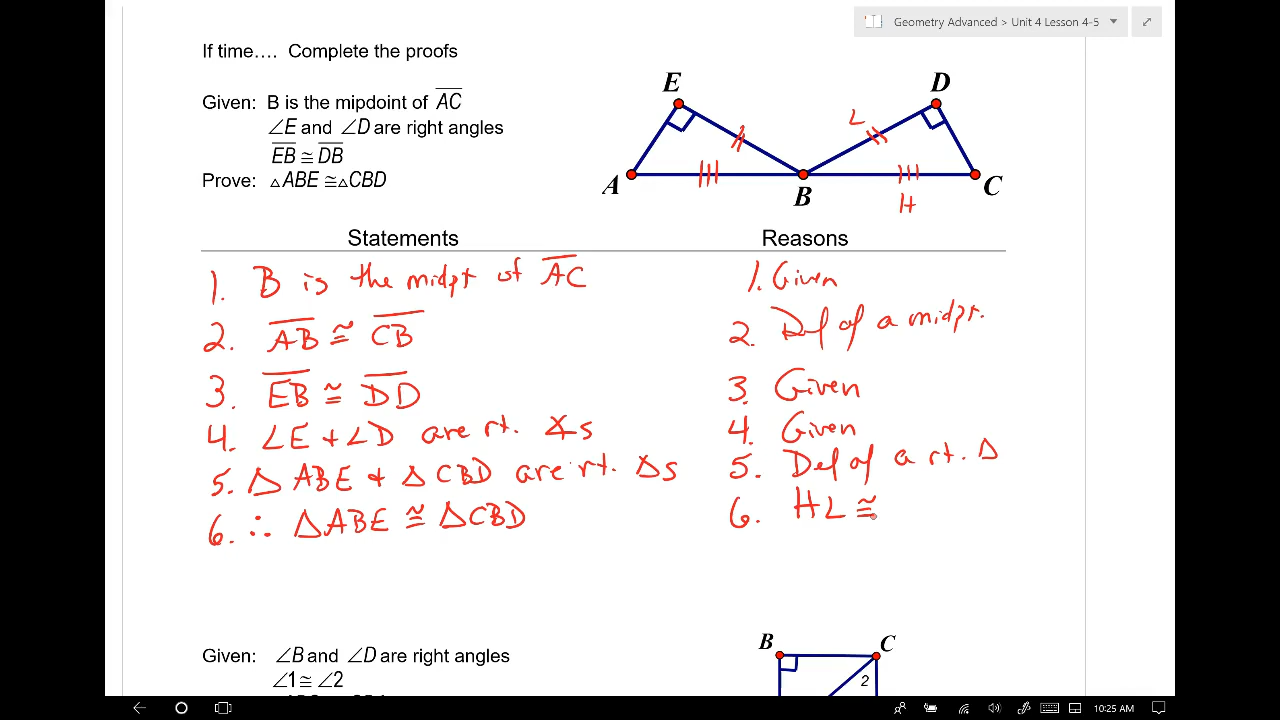 Geometry Advanced > Unit 4 Lesson 4-5
If time…. Complete the proofs
Given: B is the mipdoint of AC
∠E and ∠D are right angles
EB ≅ DB
Prove: △ABE ≅ △CBD
E
D
L
A
B
C
H
Statements
Reasons
1. B is the midpt of AC
1. Given
2. AB ≅ CB
2. Def of a midpt.
3. EB ≅ DD
3. Given
4. ∠E + ∠D are rt. ∡s
4. Given
5. △ ABE + △ CBD are rt. △s
5. Def of a rt. △
6. ∴ △ABE ≅ △CBD
6. HL ≅
Given: ∠B and ∠D are right angles
∠1 ≅ ∠2
B
C
2
10:25 AM